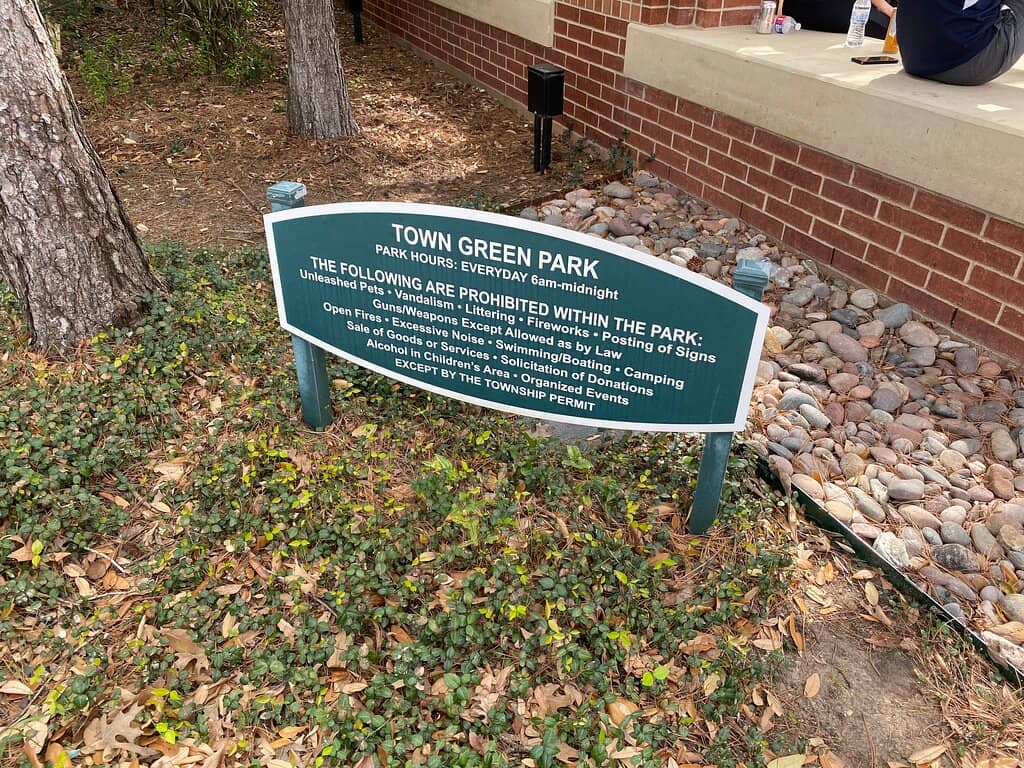 TOWN GREEN PARK
PARK HOURS: EVERYDAY 6am-midnight
THE FOLLOWING ARE PROHIBITED WITHIN THE PARK:
Unleashed Pets • Vandalism • Littering • Fireworks • Posting of Signs
Guns/Weapons Except Allowed as by Law
Open Fires • Excessive Noise • Swimming/Boating • Camping
Sale of Goods or Services • Solicitation of Donations
Alcohol in Children's Area • Organized Events
EXCEPT BY THE TOWNSHIP PERMIT